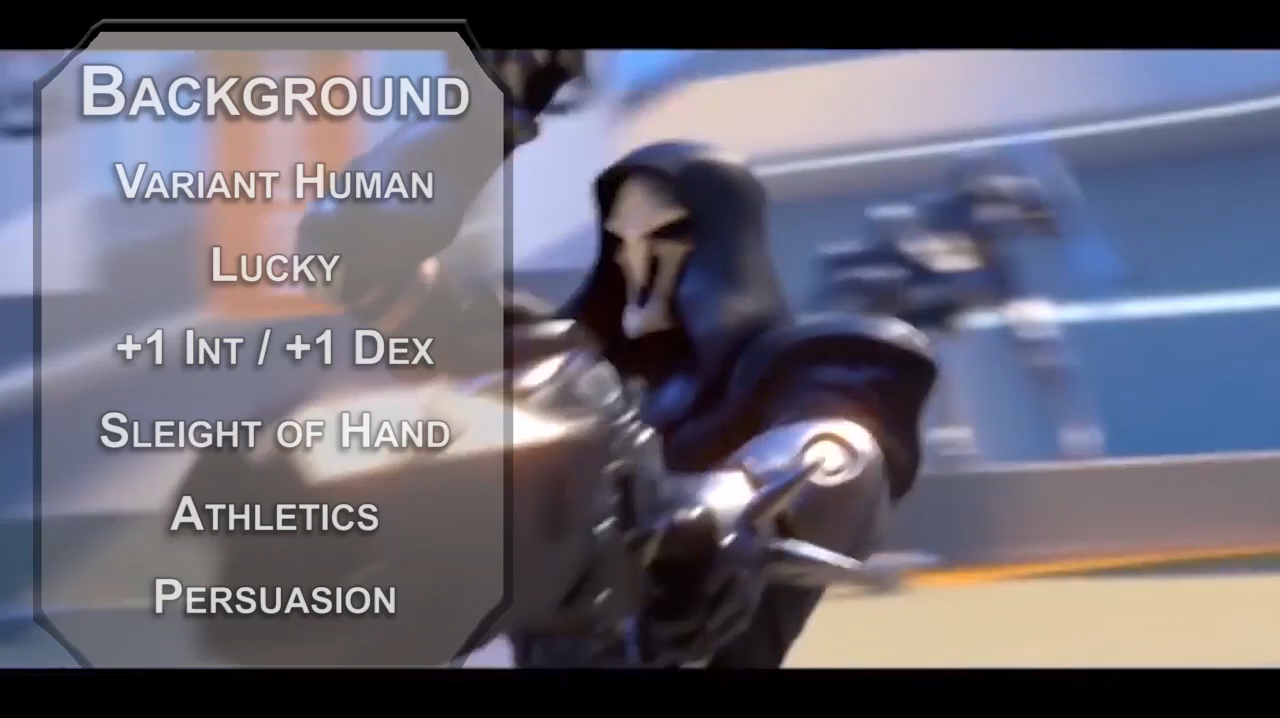 Background
Variant Human
Lucky
+1 Int / +1 Dex
Sleight of Hand
Athletics
Persuasion